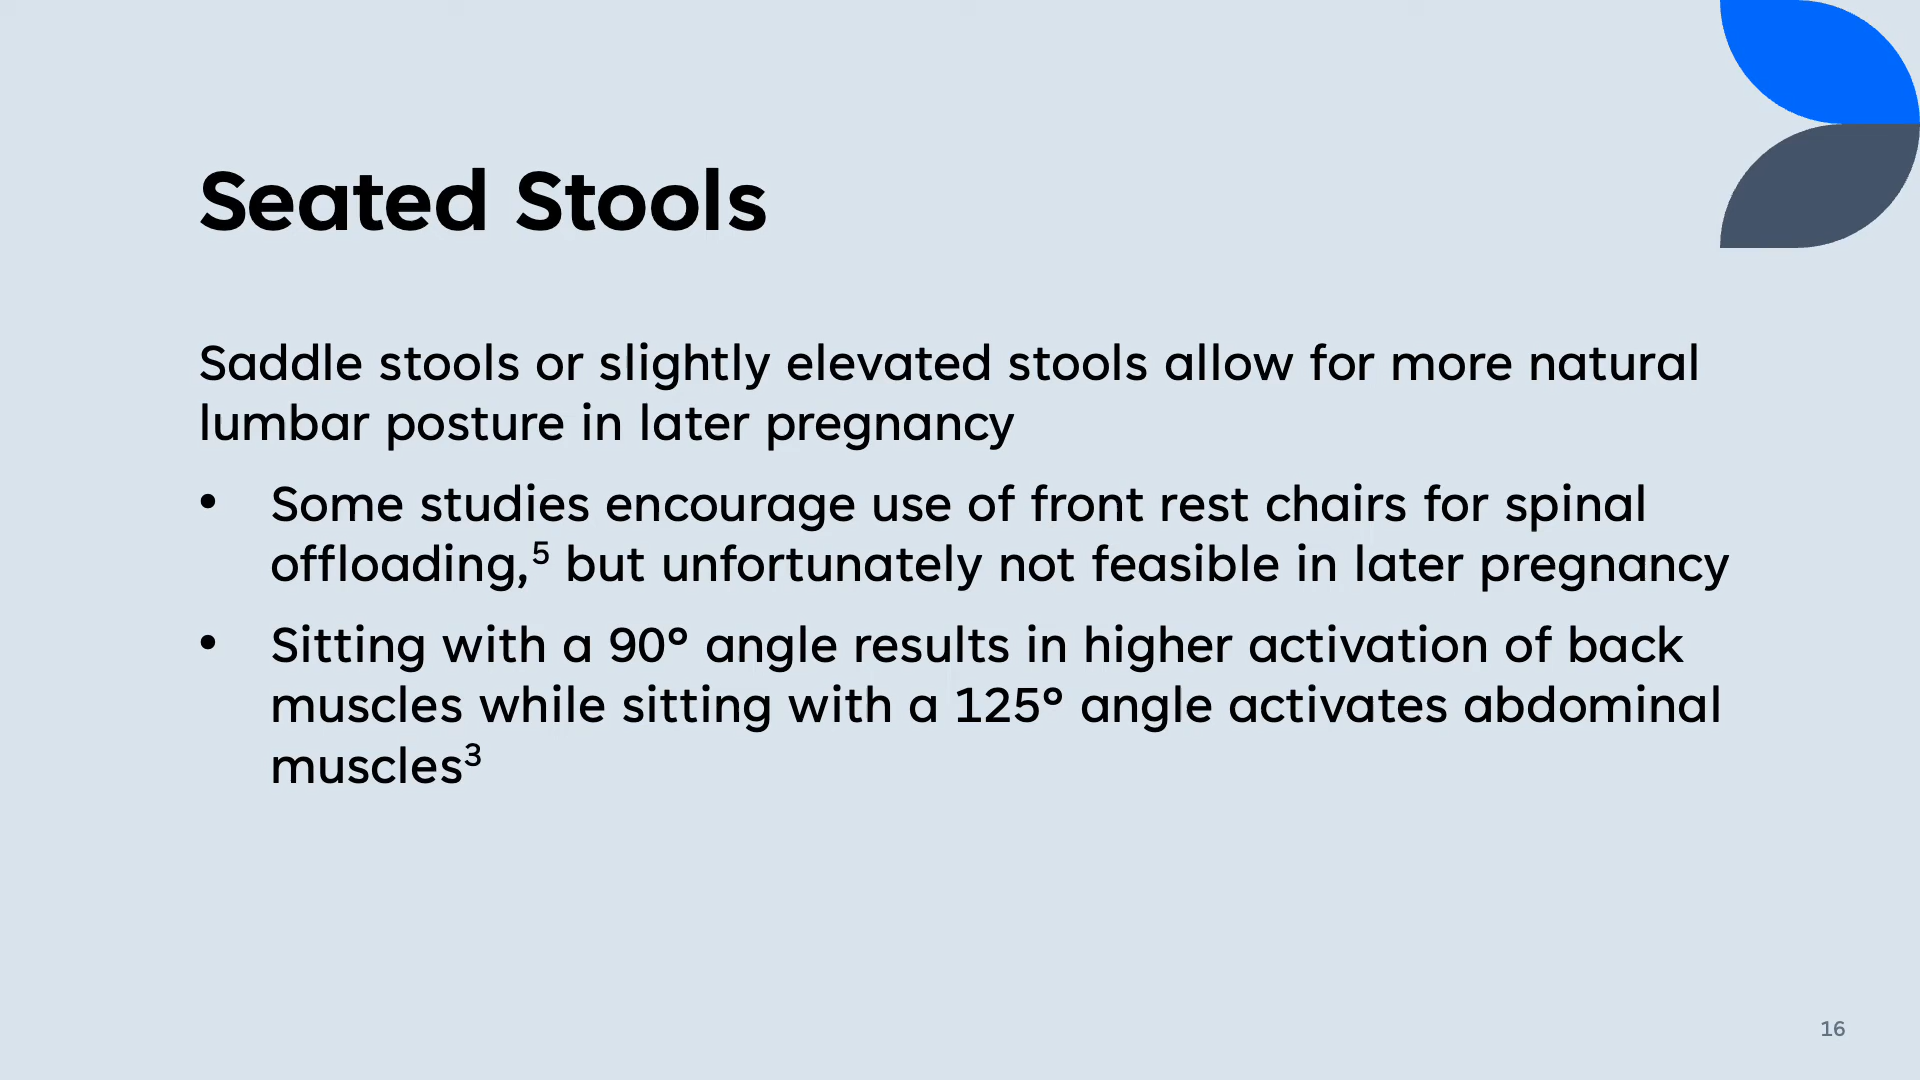 Seated Stools
Saddle stools or slightly elevated stools allow for more natural
lumbar posture in later pregnancy
• Some studies encourage use of front rest chairs for spinal
offloading,⁵ but unfortunately not feasible in later pregnancy
• Sitting with a 90° angle results in higher activation of back
muscles while sitting with a 125° angle activates abdominal
muscles³
16